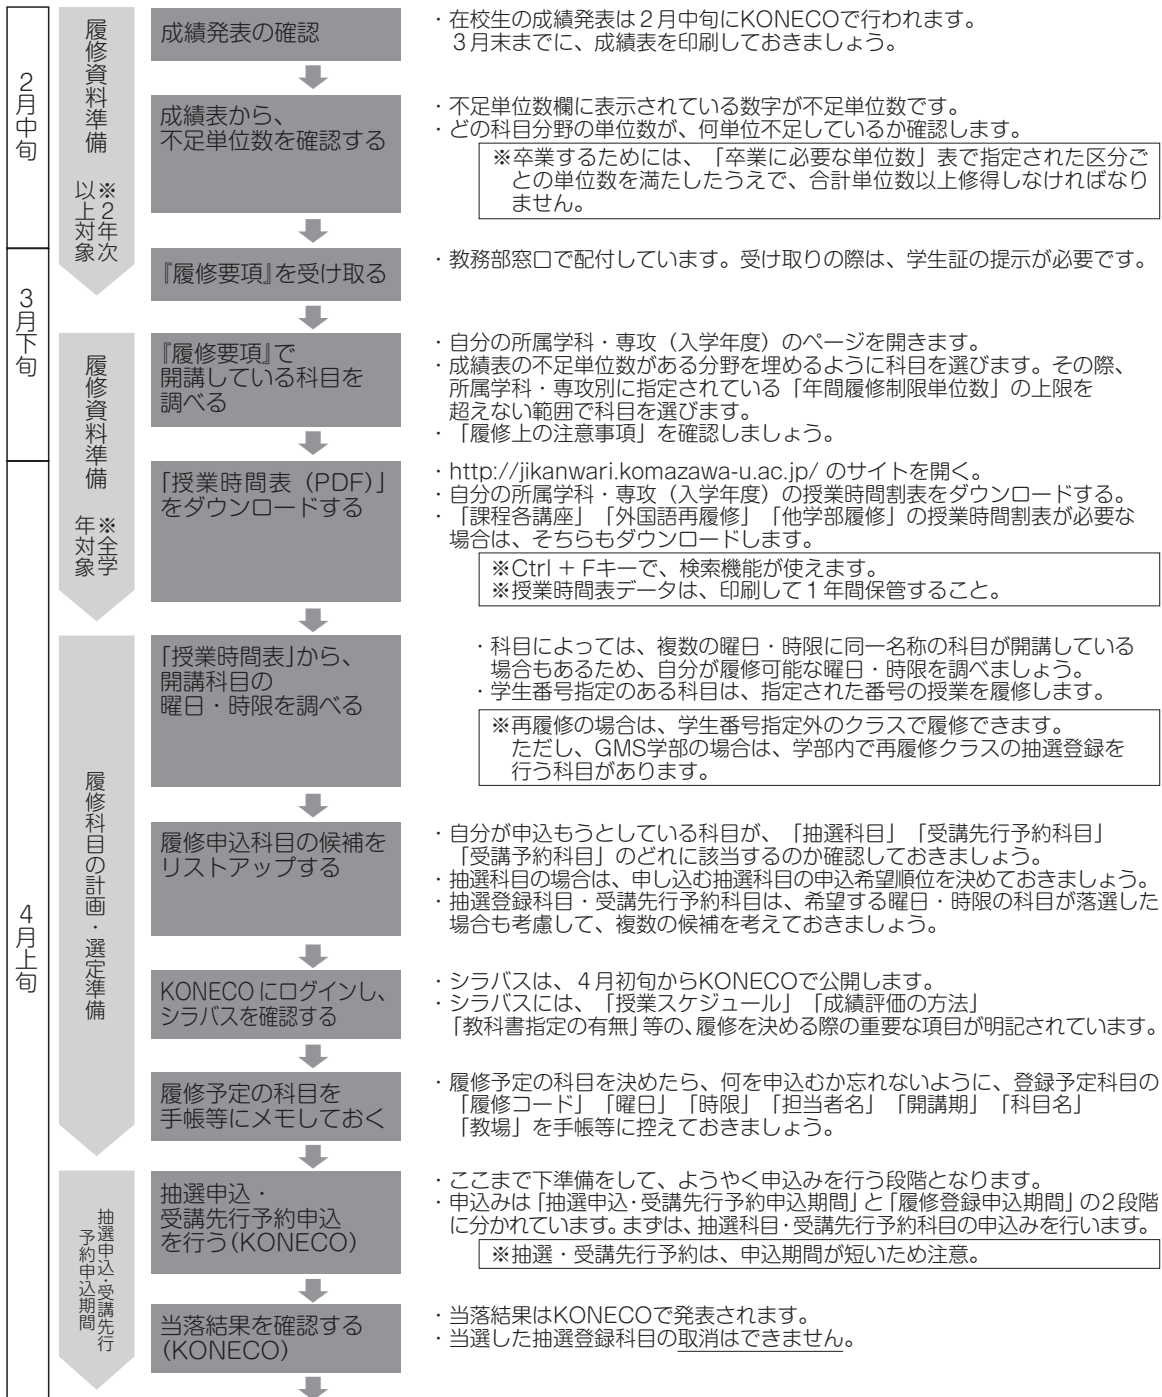 2月中旬
履修資料準備 ※2年次以上対象
成績発表の確認
・在校生の成績発表は２月中旬にKONECOで行われます。
３月末までに、成績表を印刷しておきましょう。
成績表から、
不足単位数を確認する
・不足単位数欄に表示されている数字が不足単位数です。
・どの科目分野の単位数が、何単位不足しているか確認します。
※卒業するためには、「卒業に必要な単位数」表で指定された区分ご
との単位数を満たしたうえで、合計単位数以上修得しなければなり
ません。
3月下旬
『履修要項』を受け取る
・教務部窓口で配付しています。受け取りの際は、学生証の提示が必要です。
履修資料準備 ※全学年対象
『履修要項』で
開講している科目を
調べる
・自分の所属学科・専攻（入学年度）のページを開きます。
・成績表の不足単位数がある分野を埋めるように科目を選びます。その際、
所属学科・専攻別に指定されている「年間履修制限単位数」の上限を
超えない範囲で科目を選びます。
・「履修上の注意事項」を確認しましょう。
4月上旬
「授業時間表（PDF）」
をダウンロードする
・http://jikanwari.komazawa-u.ac.jp/ のサイトを開く。
・自分の所属学科・専攻（入学年度）の授業時間割表をダウンロードする。
・「課程各講座」「外国語再履修」「他学部履修」の授業時間割表が必要な
場合は、そちらもダウンロードします。
※Ctrl + Fキーで、検索機能が使えます。
※授業時間表データは、印刷して１年間保管すること。
履修科目の計画・選定準備
「授業時間表」から、
開講科目の
曜日・時限を調べる
・科目によっては、複数の曜日・時限に同一名称の科目が開講している
場合もあるため、自分が履修可能な曜日・時限を調べましょう。
・学生番号指定のある科目は、指定された番号の授業を履修します。
※再履修の場合は、学生番号指定外のクラスで履修できます。
ただし、GMS学部の場合は、学部内で再履修クラスの抽選登録を
行う科目があります。
履修申込科目の候補を
リストアップする
・自分が申込もうとしている科目が、「抽選科目」「受講先行予約科目」
「受講予約科目」のどれに該当するのか確認しておきましょう。
・抽選科目の場合は、申し込む抽選科目の申込希望順位を決めておきましょう。
・抽選登録科目・受講先行予約科目は、希望する曜日・時限の科目が落選した
場合も考慮して、複数の候補を考えておきましょう。
KONECO にログインし、
シラバスを確認する
・シラバスは、４月初旬からKONECOで公開します。
・シラバスには、「授業スケジュール」「成績評価の方法」
「教科書指定の有無」等の、履修を決める際の重要な項目が明記されています。
履修予定の科目を
手帳等にメモしておく
・履修予定の科目を決めたら、何を申込むか忘れないように、登録予定科目の
「履修コード」「曜日」「時限」「担当者名」「開講期」「科目名」
「教場」を手帳等に控えておきましょう。
抽選申込・受講先行
予約申込期間
抽選申込・
受講先行予約申込
を行う（KONECO）
・ここまで下準備をして、ようやく申込みを行う段階となります。
・申込みは「抽選申込・受講先行予約申込期間」と「履修登録申込期間」の２段階
に分かれています。まずは、抽選科目・受講先行予約科目の申込みを行います。
※抽選・受講先行予約は、申込期間が短いため注意。
当落結果を確認する
（KONECO）
・当落結果はKONECOで発表されます。
・当選した抽選登録科目の取消はできません。